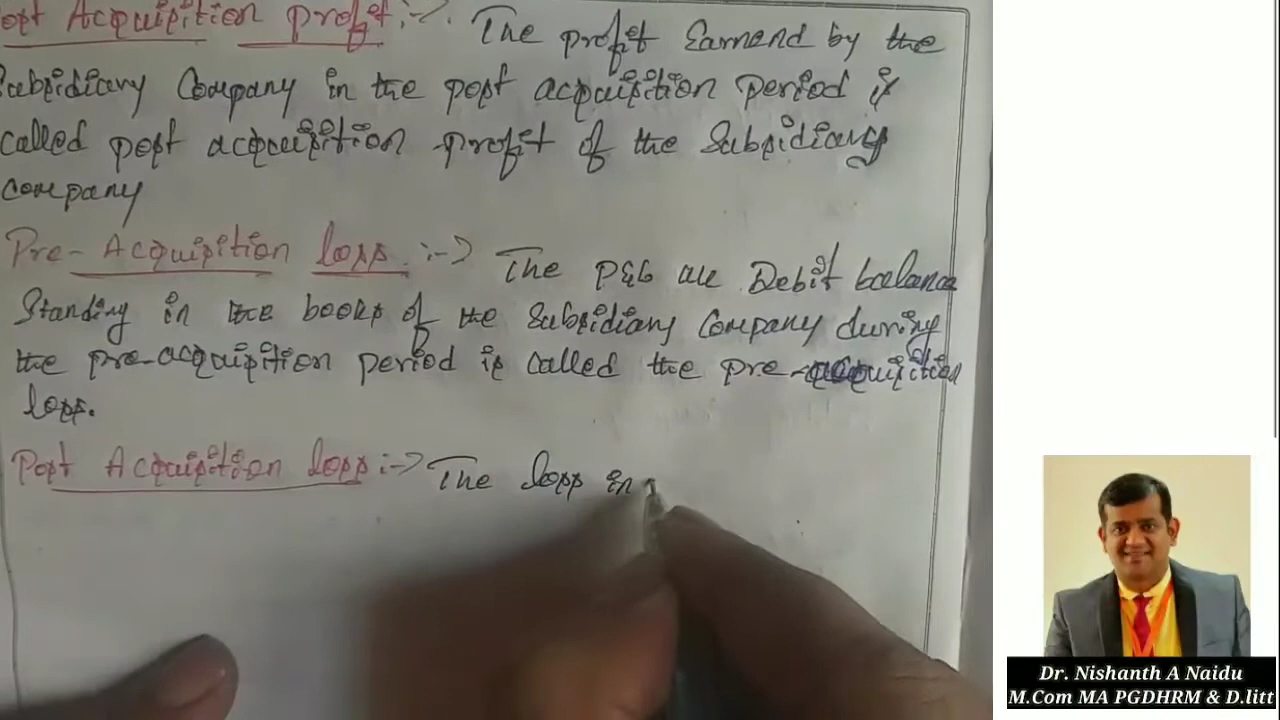 Post Acquisition profit :-> The profit Earnend by the
Subsidiary Company in the post acquisition period is
called post acquisition profit of the Subsidiary
company
Pre-Acquisition loss :-> The P&L a/c Debit balance
Standing in the books of the Subsidiary Company during
the pre-acquisition period is called the pre-acquisition
loss.
Post Acquisition loss :-> The loss in
Dr. Nishanth A Naidu
M.Com MA PGDHRM & D.litt